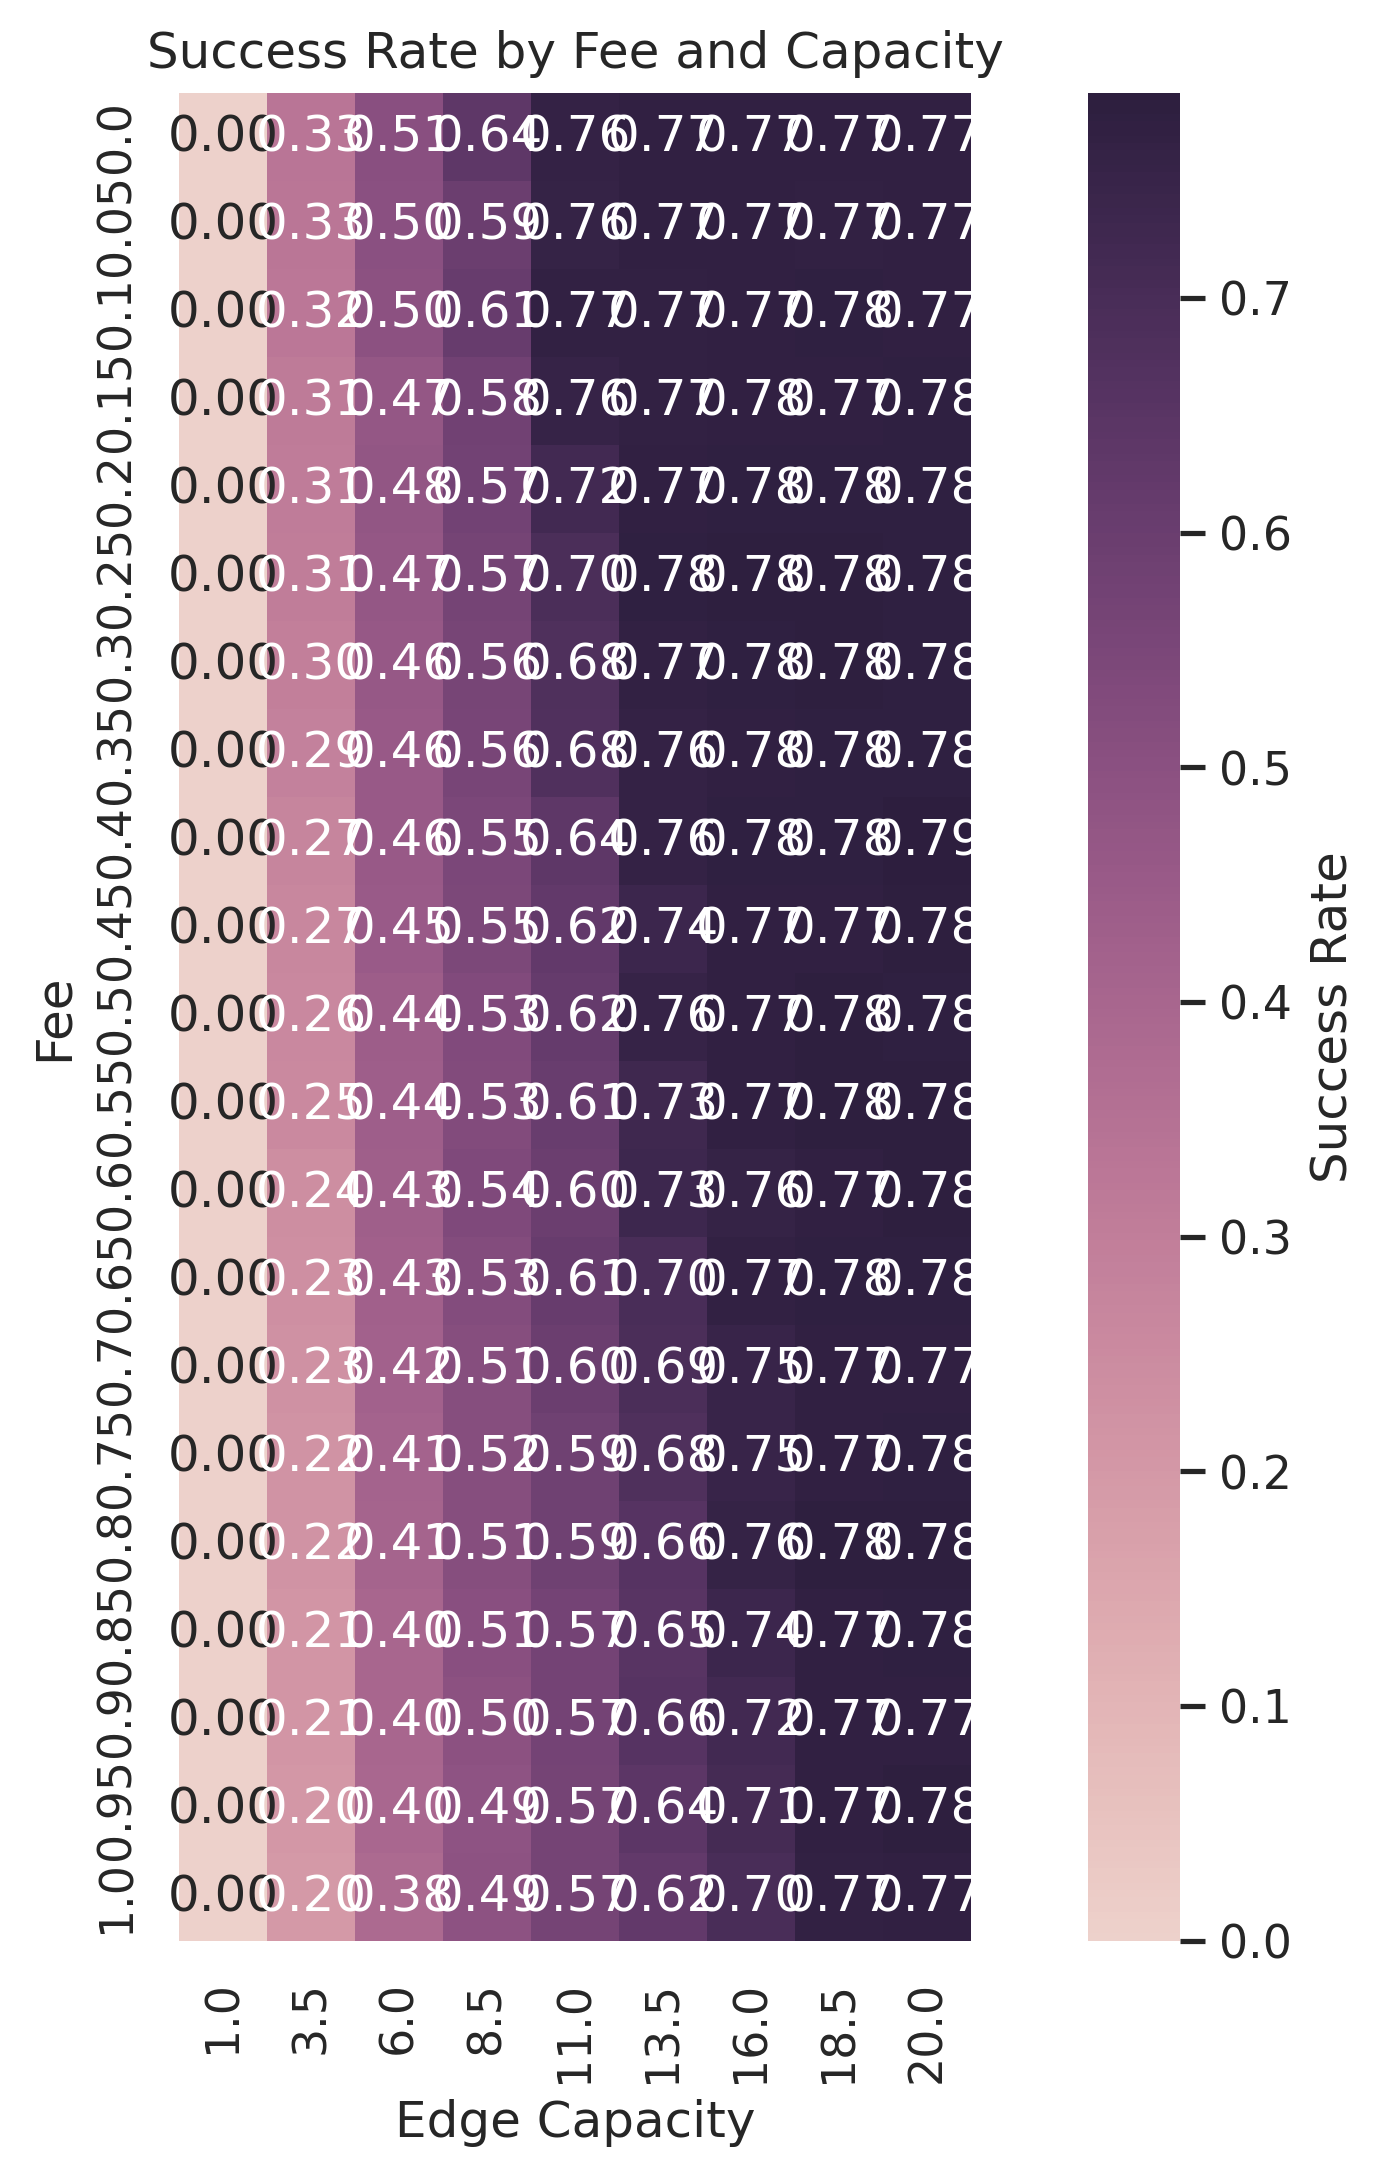 Success Rate by Fee and Capacity
Fee
0.0 0.00 0.33 0.51 0.64 0.76 0.77 0.77 0.77 0.77
0.05 0.00 0.33 0.50 0.59 0.76 0.77 0.77 0.77 0.77
0.1 0.00 0.32 0.50 0.61 0.77 0.77 0.77 0.78 0.77
0.15 0.00 0.31 0.47 0.58 0.76 0.77 0.78 0.77 0.78
0.2 0.00 0.31 0.48 0.57 0.72 0.77 0.78 0.78 0.78
0.25 0.00 0.31 0.47 0.57 0.70 0.78 0.78 0.78 0.78
0.3 0.00 0.30 0.46 0.56 0.68 0.77 0.78 0.78 0.78
0.35 0.00 0.29 0.46 0.56 0.68 0.76 0.78 0.78 0.78
0.4 0.00 0.27 0.46 0.55 0.64 0.76 0.78 0.78 0.79
0.45 0.00 0.27 0.45 0.55 0.62 0.74 0.77 0.77 0.78
0.5 0.00 0.26 0.44 0.53 0.62 0.76 0.77 0.78 0.78
0.55 0.00 0.25 0.44 0.53 0.61 0.73 0.77 0.78 0.78
0.6 0.00 0.24 0.43 0.54 0.60 0.73 0.76 0.77 0.78
0.65 0.00 0.23 0.43 0.53 0.61 0.70 0.77 0.78 0.78
0.7 0.00 0.23 0.42 0.51 0.60 0.69 0.75 0.77 0.77
0.75 0.00 0.22 0.41 0.52 0.59 0.68 0.75 0.77 0.78
0.8 0.00 0.22 0.41 0.51 0.59 0.66 0.76 0.78 0.78
0.85 0.00 0.21 0.40 0.51 0.57 0.65 0.74 0.77 0.78
0.9 0.00 0.21 0.40 0.50 0.57 0.66 0.72 0.77 0.77
0.95 0.00 0.20 0.40 0.49 0.57 0.64 0.71 0.77 0.78
1.0 0.00 0.20 0.38 0.49 0.57 0.62 0.70 0.77 0.77
1.0 3.5 6.0 8.5 11.0 13.5 16.0 18.5 20.0
Edge Capacity
0.7
0.6
0.5
0.4
0.3
0.2
0.1
0.0
Success Rate